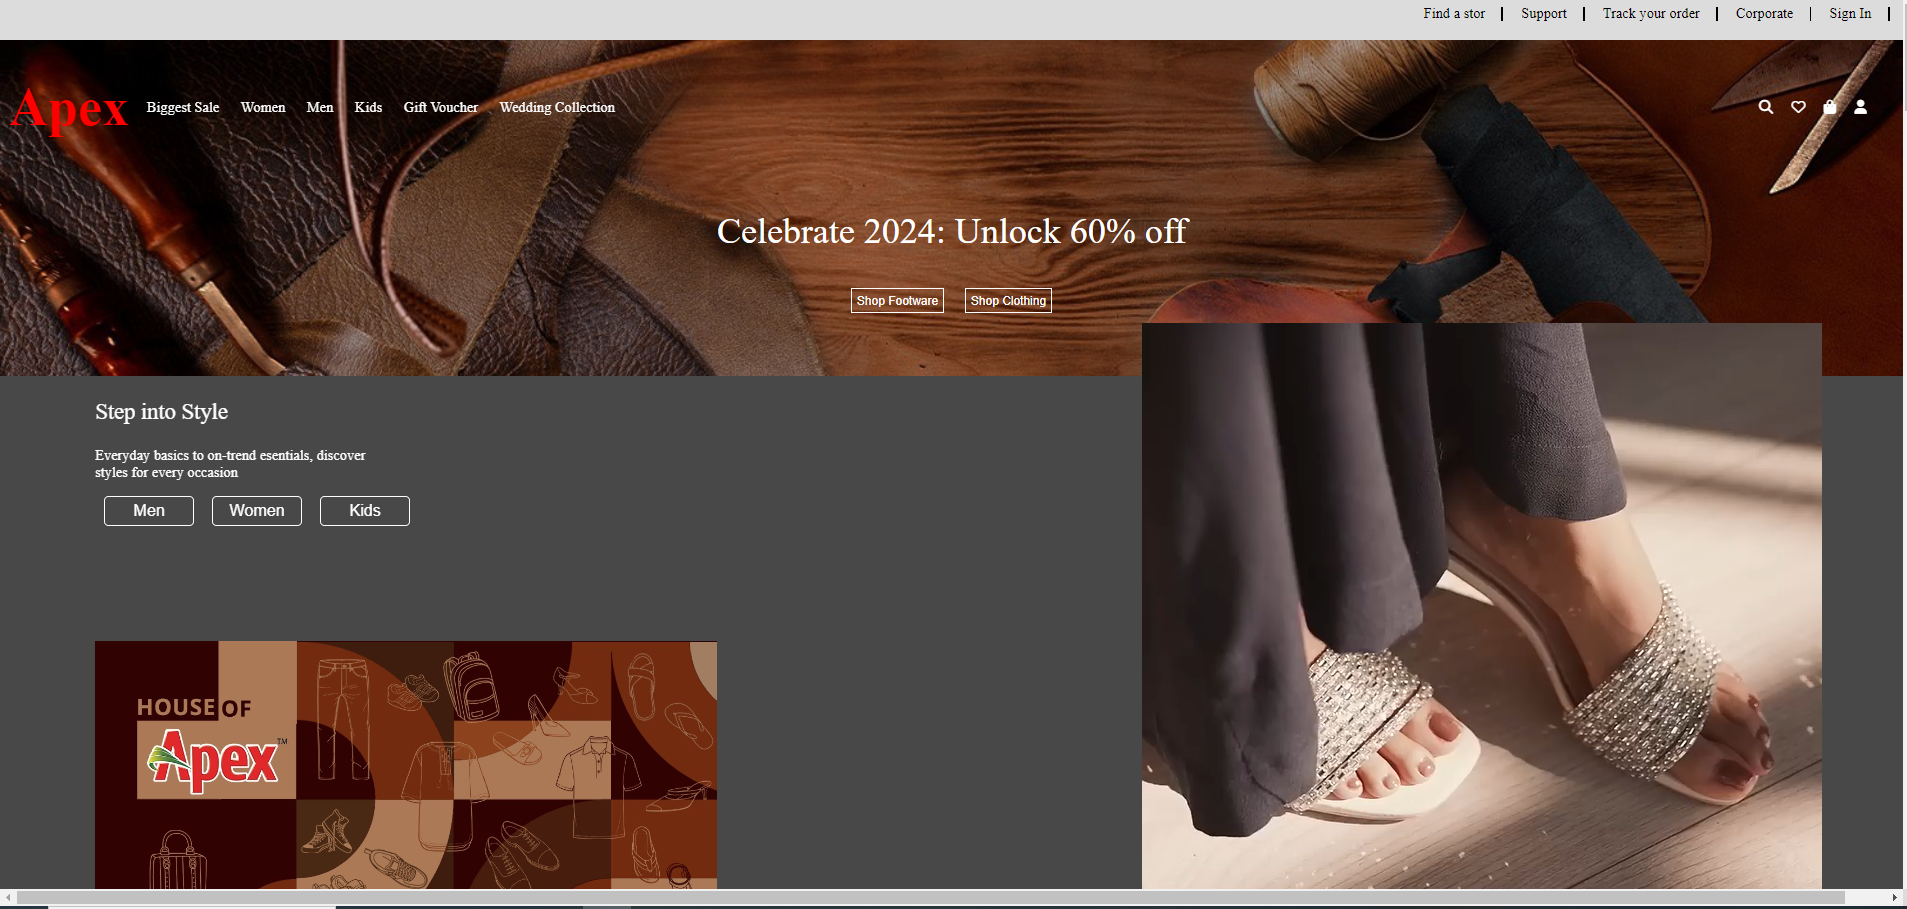 Find a stor | Support | Track your order | Corporate | Sign In |
Apex Biggest Sale Women Men Kids Gift Voucher Wedding Collection
Celebrate 2024: Unlock 60% off
Shop Footware Shop Clothing
Step into Style
Everyday basics to on-trend esentials, discover
styles for every occasion
Men Women Kids
HOUSE OF
Apex™